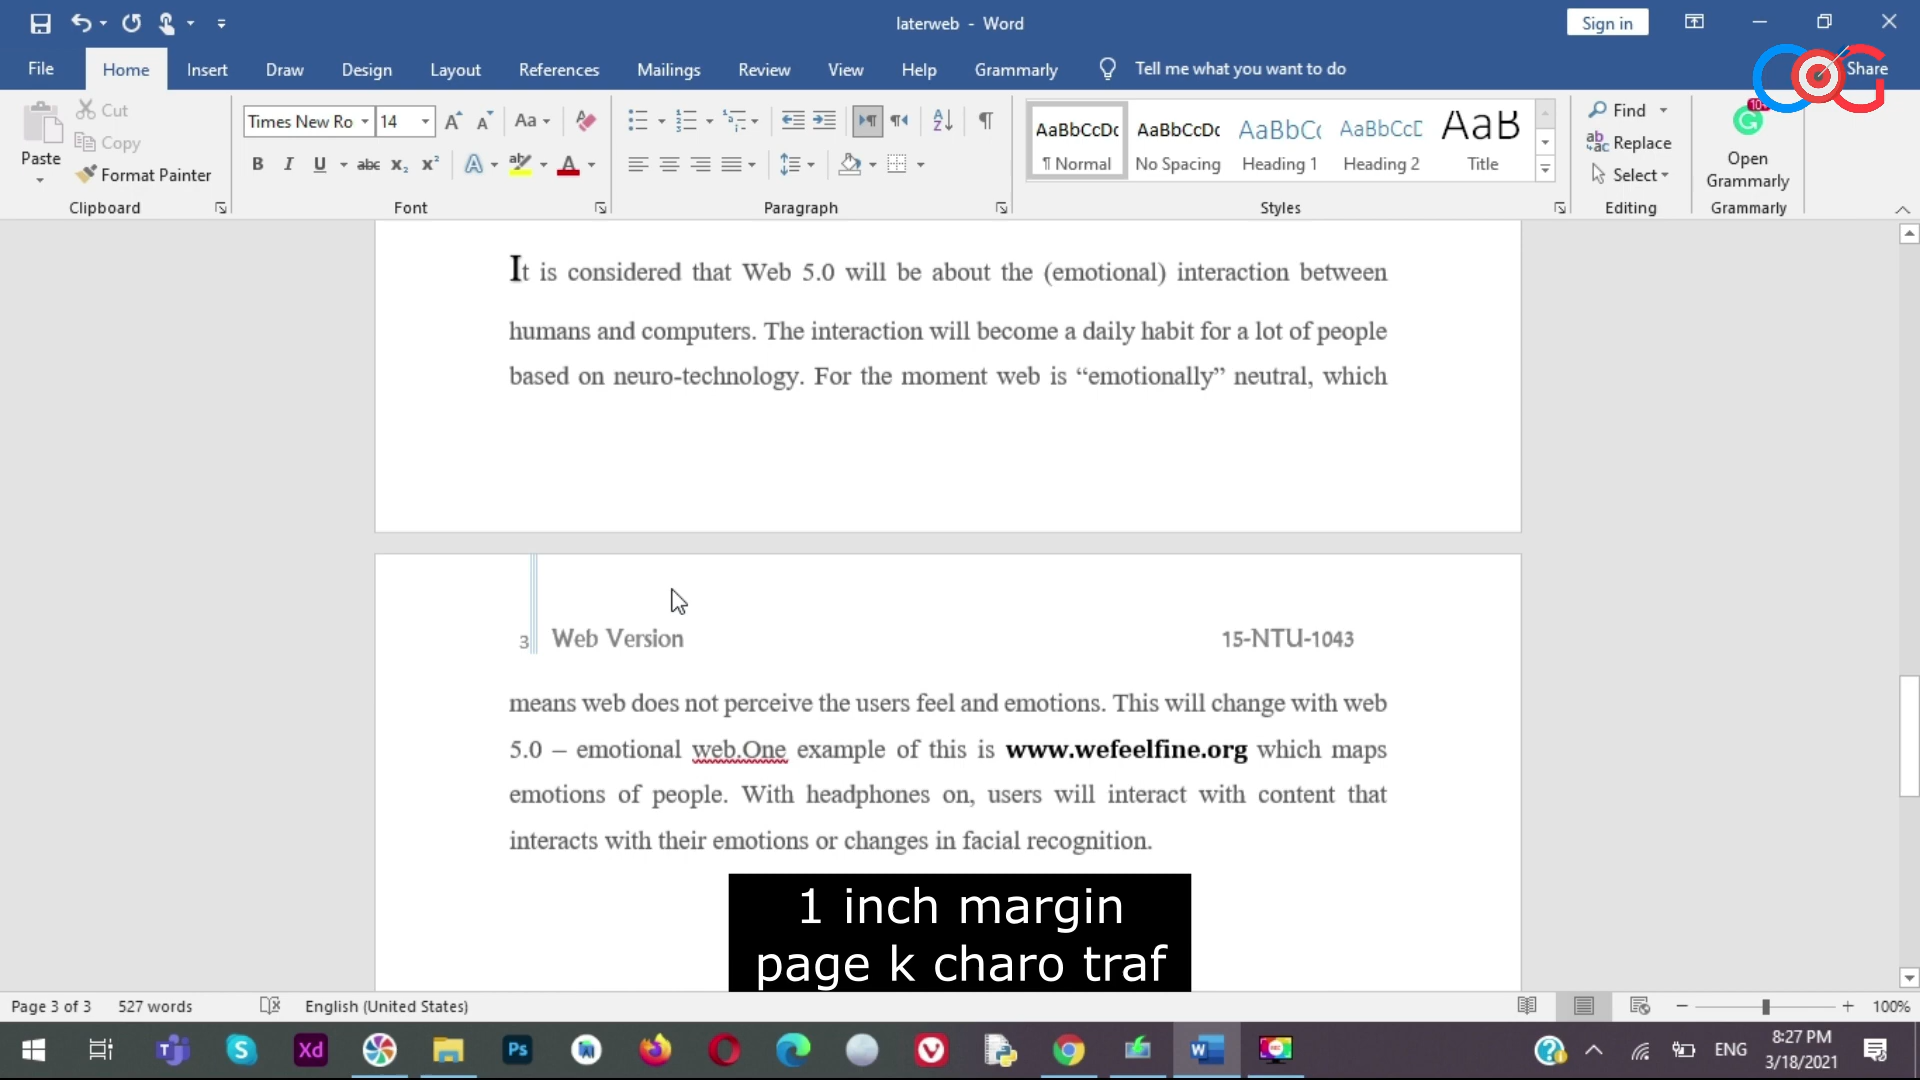 laterweb - Word
Sign in
File Home Insert Draw Design Layout References Mailings Review View Help Grammarly Tell me what you want to do Share
Paste
Cut
Copy
Format Painter
Clipboard
Times New Ro 14
Font
Paragraph
AaBbCcDc AaBbCcDc AaBbC AaBbCcD AaB
¶ Normal No Spacing Heading 1 Heading 2 Title
Styles
Find
Replace
Select
Editing
10+
Open
Grammarly
Grammarly
It is considered that Web 5.0 will be about the (emotional) interaction between
humans and computers. The interaction will become a daily habit for a lot of people
based on neuro-technology. For the moment web is “emotionally” neutral, which
3 Web Version 15-NTU-1043
means web does not perceive the users feel and emotions. This will change with web
5.0 – emotional web.One example of this is www.wefeelfine.org which maps
emotions of people. With headphones on, users will interact with content that
interacts with their emotions or changes in facial recognition.
1 inch margin
page k charo traf
Page 3 of 3 527 words English (United States) 100%
ENG
8:27 PM
3/18/2021